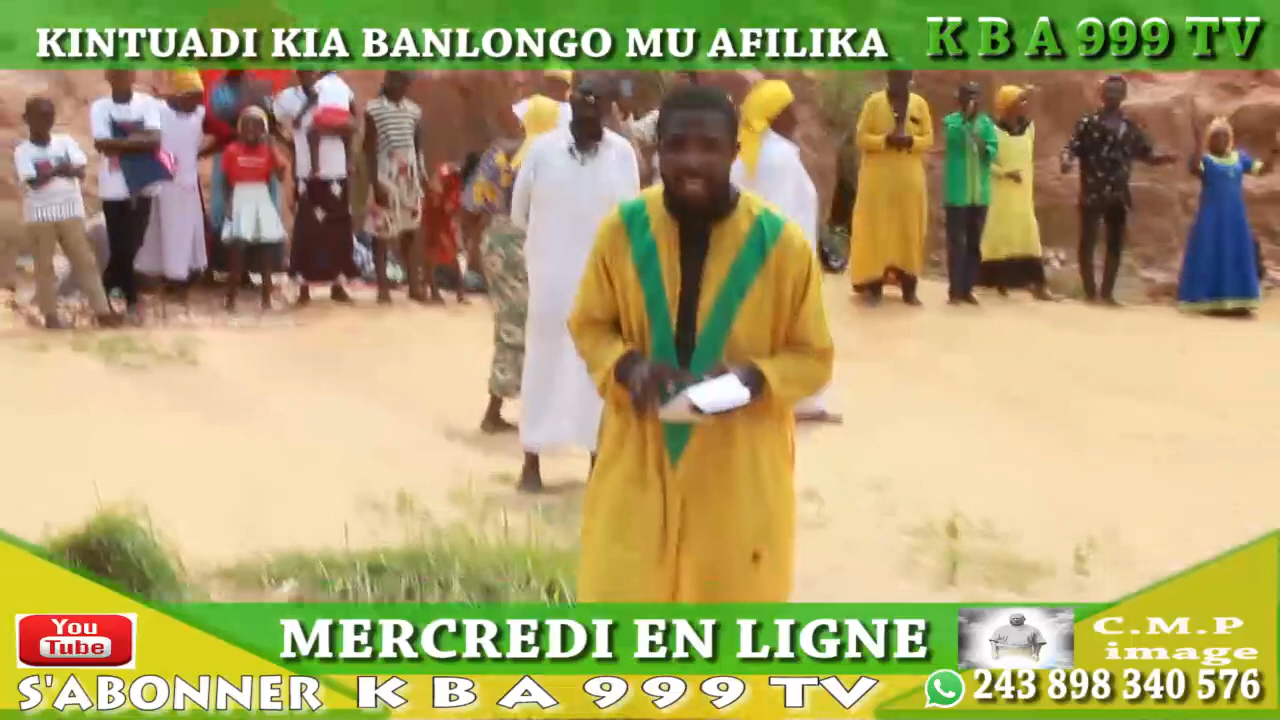 KINTUADI KIA BANLONGO MU AFILIKA
K B A 999 TV
MERCREDI EN LIGNE
You
Tube
C.M.P
image
S'ABONNER K B A 999 TV
243 898 340 576